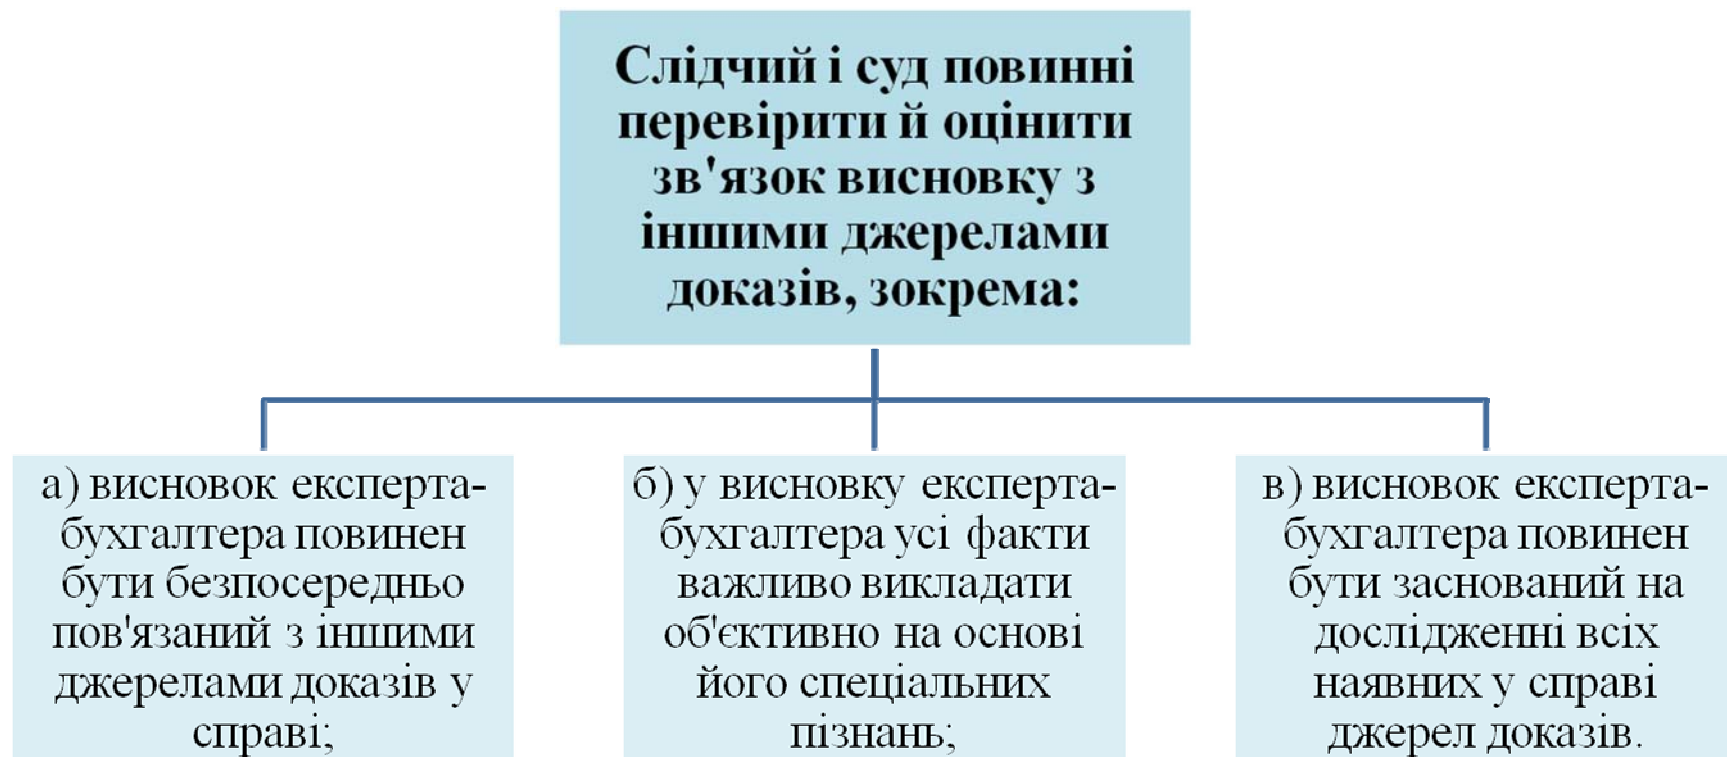 Слідчий і суд повинні
перевірити й оцінити
зв'язок висновку з
іншими джерелами
доказів, зокрема:
а) висновок експерта-
бухгалтера повинен
бути безпосередньо
пов'язаний з іншими
джерелами доказів у
справі;
б) у висновку експерта-
бухгалтера усі факти
важливо викладати
об'єктивно на основі
його спеціальних
пізнань;
в) висновок експерта-
бухгалтера повинен
бути заснований на
дослідженні всіх
наявних у справі
джерел доказів.